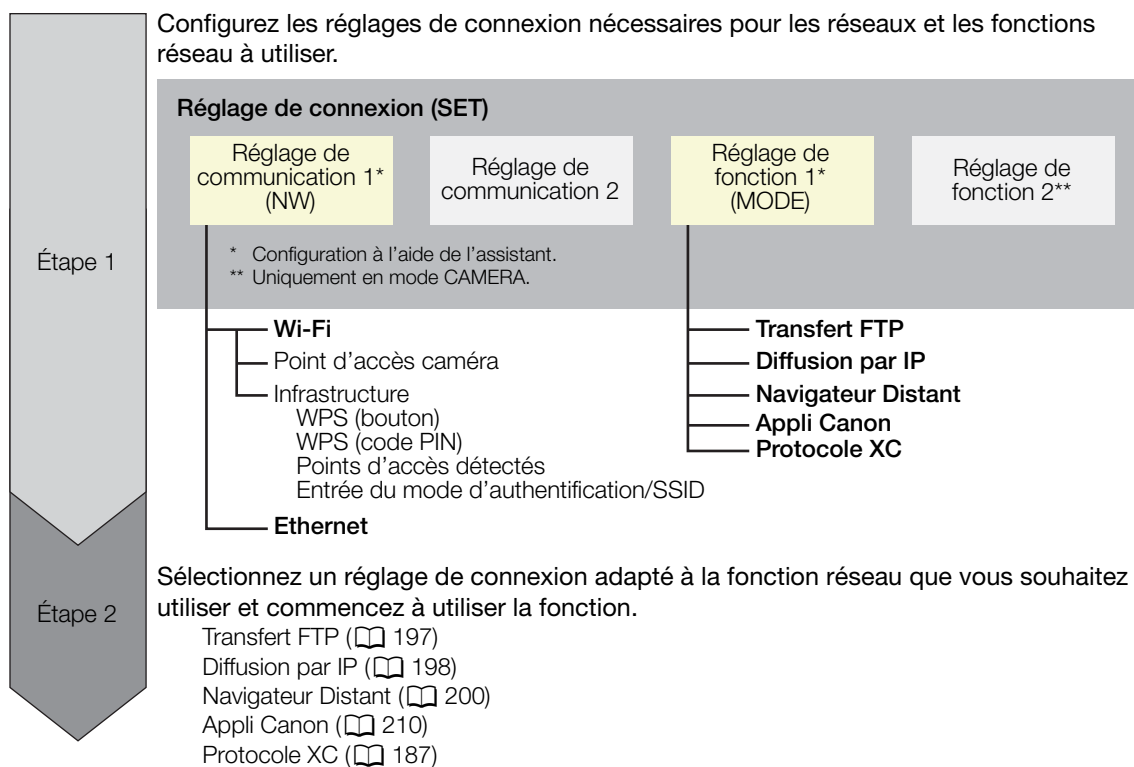 Configurez les réglages de connexion nécessaires pour les réseaux et les fonctions
réseau à utiliser.
Réglage de connexion (SET)
Réglage de
communication 1*
(NW)
Réglage de
communication 2
Réglage de
fonction 1*
(MODE)
Réglage de
fonction 2**
* Configuration à l'aide de l'assistant.
** Uniquement en mode CAMERA.
Étape 1
Wi-Fi
Point d'accès caméra
Infrastructure
WPS (bouton)
WPS (code PIN)
Points d'accès détectés
Entrée du mode d'authentification/SSID
Ethernet
Transfert FTP
Diffusion par IP
Navigateur Distant
Appli Canon
Protocole XC
Étape 2
Sélectionnez un réglage de connexion adapté à la fonction réseau que vous souhaitez
utiliser et commencez à utiliser la fonction.
Transfert FTP (197)
Diffusion par IP (198)
Navigateur Distant (200)
Appli Canon (210)
Protocole XC (187)